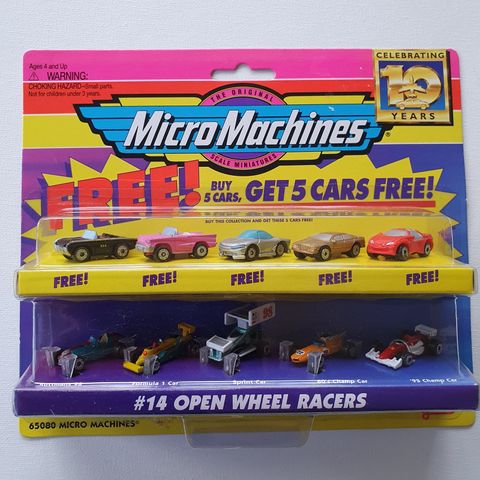 Ages 4 and Up
WARNING:
CHOKING HAZARD–Small parts.
Not for children under 3 years.
CELEBRATING
10
YEARS
THE ORIGINAL
Micro Machines®
SCALE MINIATURES
FREE!
BUY
5 CARS, GET 5 CARS FREE!
BUY THIS COLLECTION AND GET THESE 5 CARS FREE!
FREE! FREE! FREE! FREE! FREE!
98
Formula 1 Car Sprint Car 60's Champ Car '95 Champ Car
#14 OPEN WHEEL RACERS
65080 MICRO MACHINES®